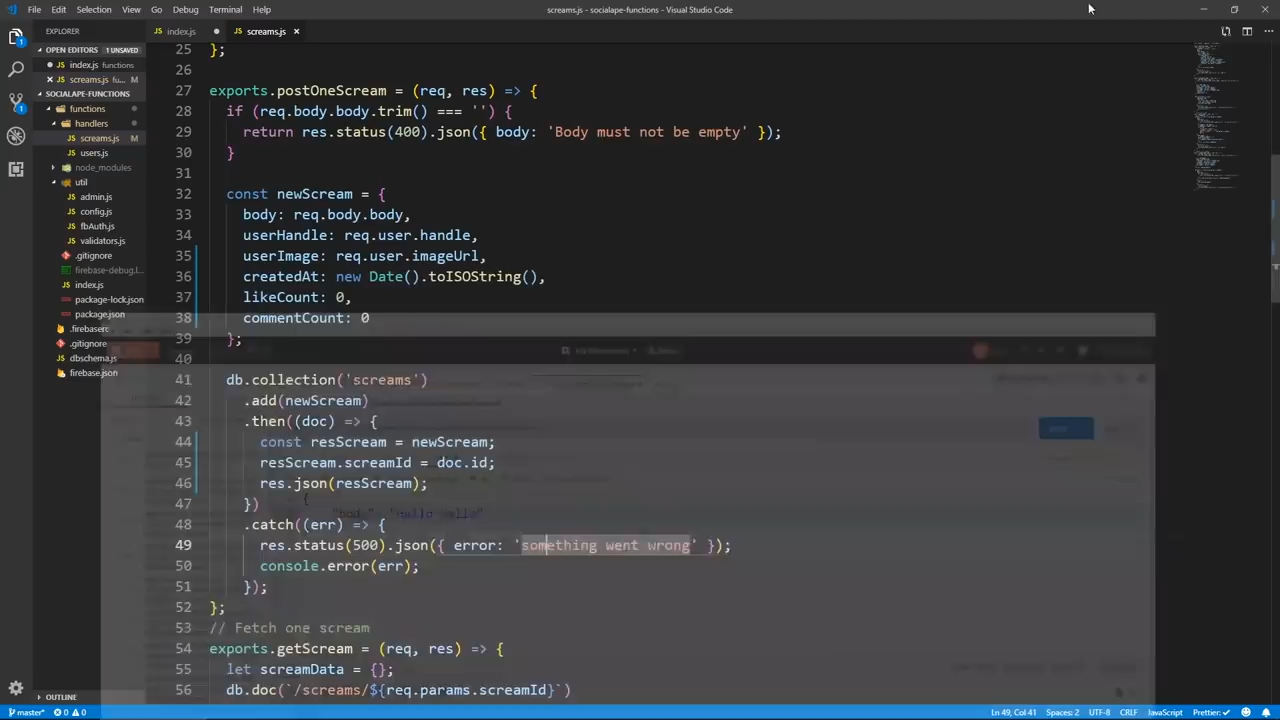 File Edit Selection View Go Debug Terminal Help
screams.js - socialape-functions - Visual Studio Code
EXPLORER
OPEN EDITORS 1 UNSAVED
index.js functions
screams.js fu... M
SOCIALAPE-FUNCTIONS
functions
handlers
screams.js M
users.js
node_modules
util
admin.js
config.js
fbAuth.js
validators.js
.gitignore
firebase-debug.l...
index.js
package-lock.json
package.json
.firebaserc
.gitignore
dbschema.js
firebase.json
OUTLINE
index.js
screams.js
25 };
26
27 exports.postOneScream = (req, res) => {
28 if (req.body.body.trim() === '') {
29 return res.status(400).json({ body: 'Body must not be empty' });
30 }
31
32 const newScream = {
33 body: req.body.body,
34 userHandle: req.user.handle,
35 userImage: req.user.imageUrl,
36 createdAt: new Date().toISOString(),
37 likeCount: 0,
38 commentCount: 0
39 };
40
41 db.collection('screams')
42 .add(newScream)
43 .then((doc) => {
44 const resScream = newScream;
45 resScream.screamId = doc.id;
46 res.json(resScream);
47 })
48 .catch((err) => {
49 res.status(500).json({ error: 'something went wrong' });
50 console.error(err);
51 });
52 };
53 // Fetch one scream
54 exports.getScream = (req, res) => {
55 let screamData = {};
56 db.doc(`/screams/${req.params.screamId}`)
master* 0 0
Ln 49, Col 41 Spaces: 2 UTF-8 CRLF JavaScript Prettier: ✓